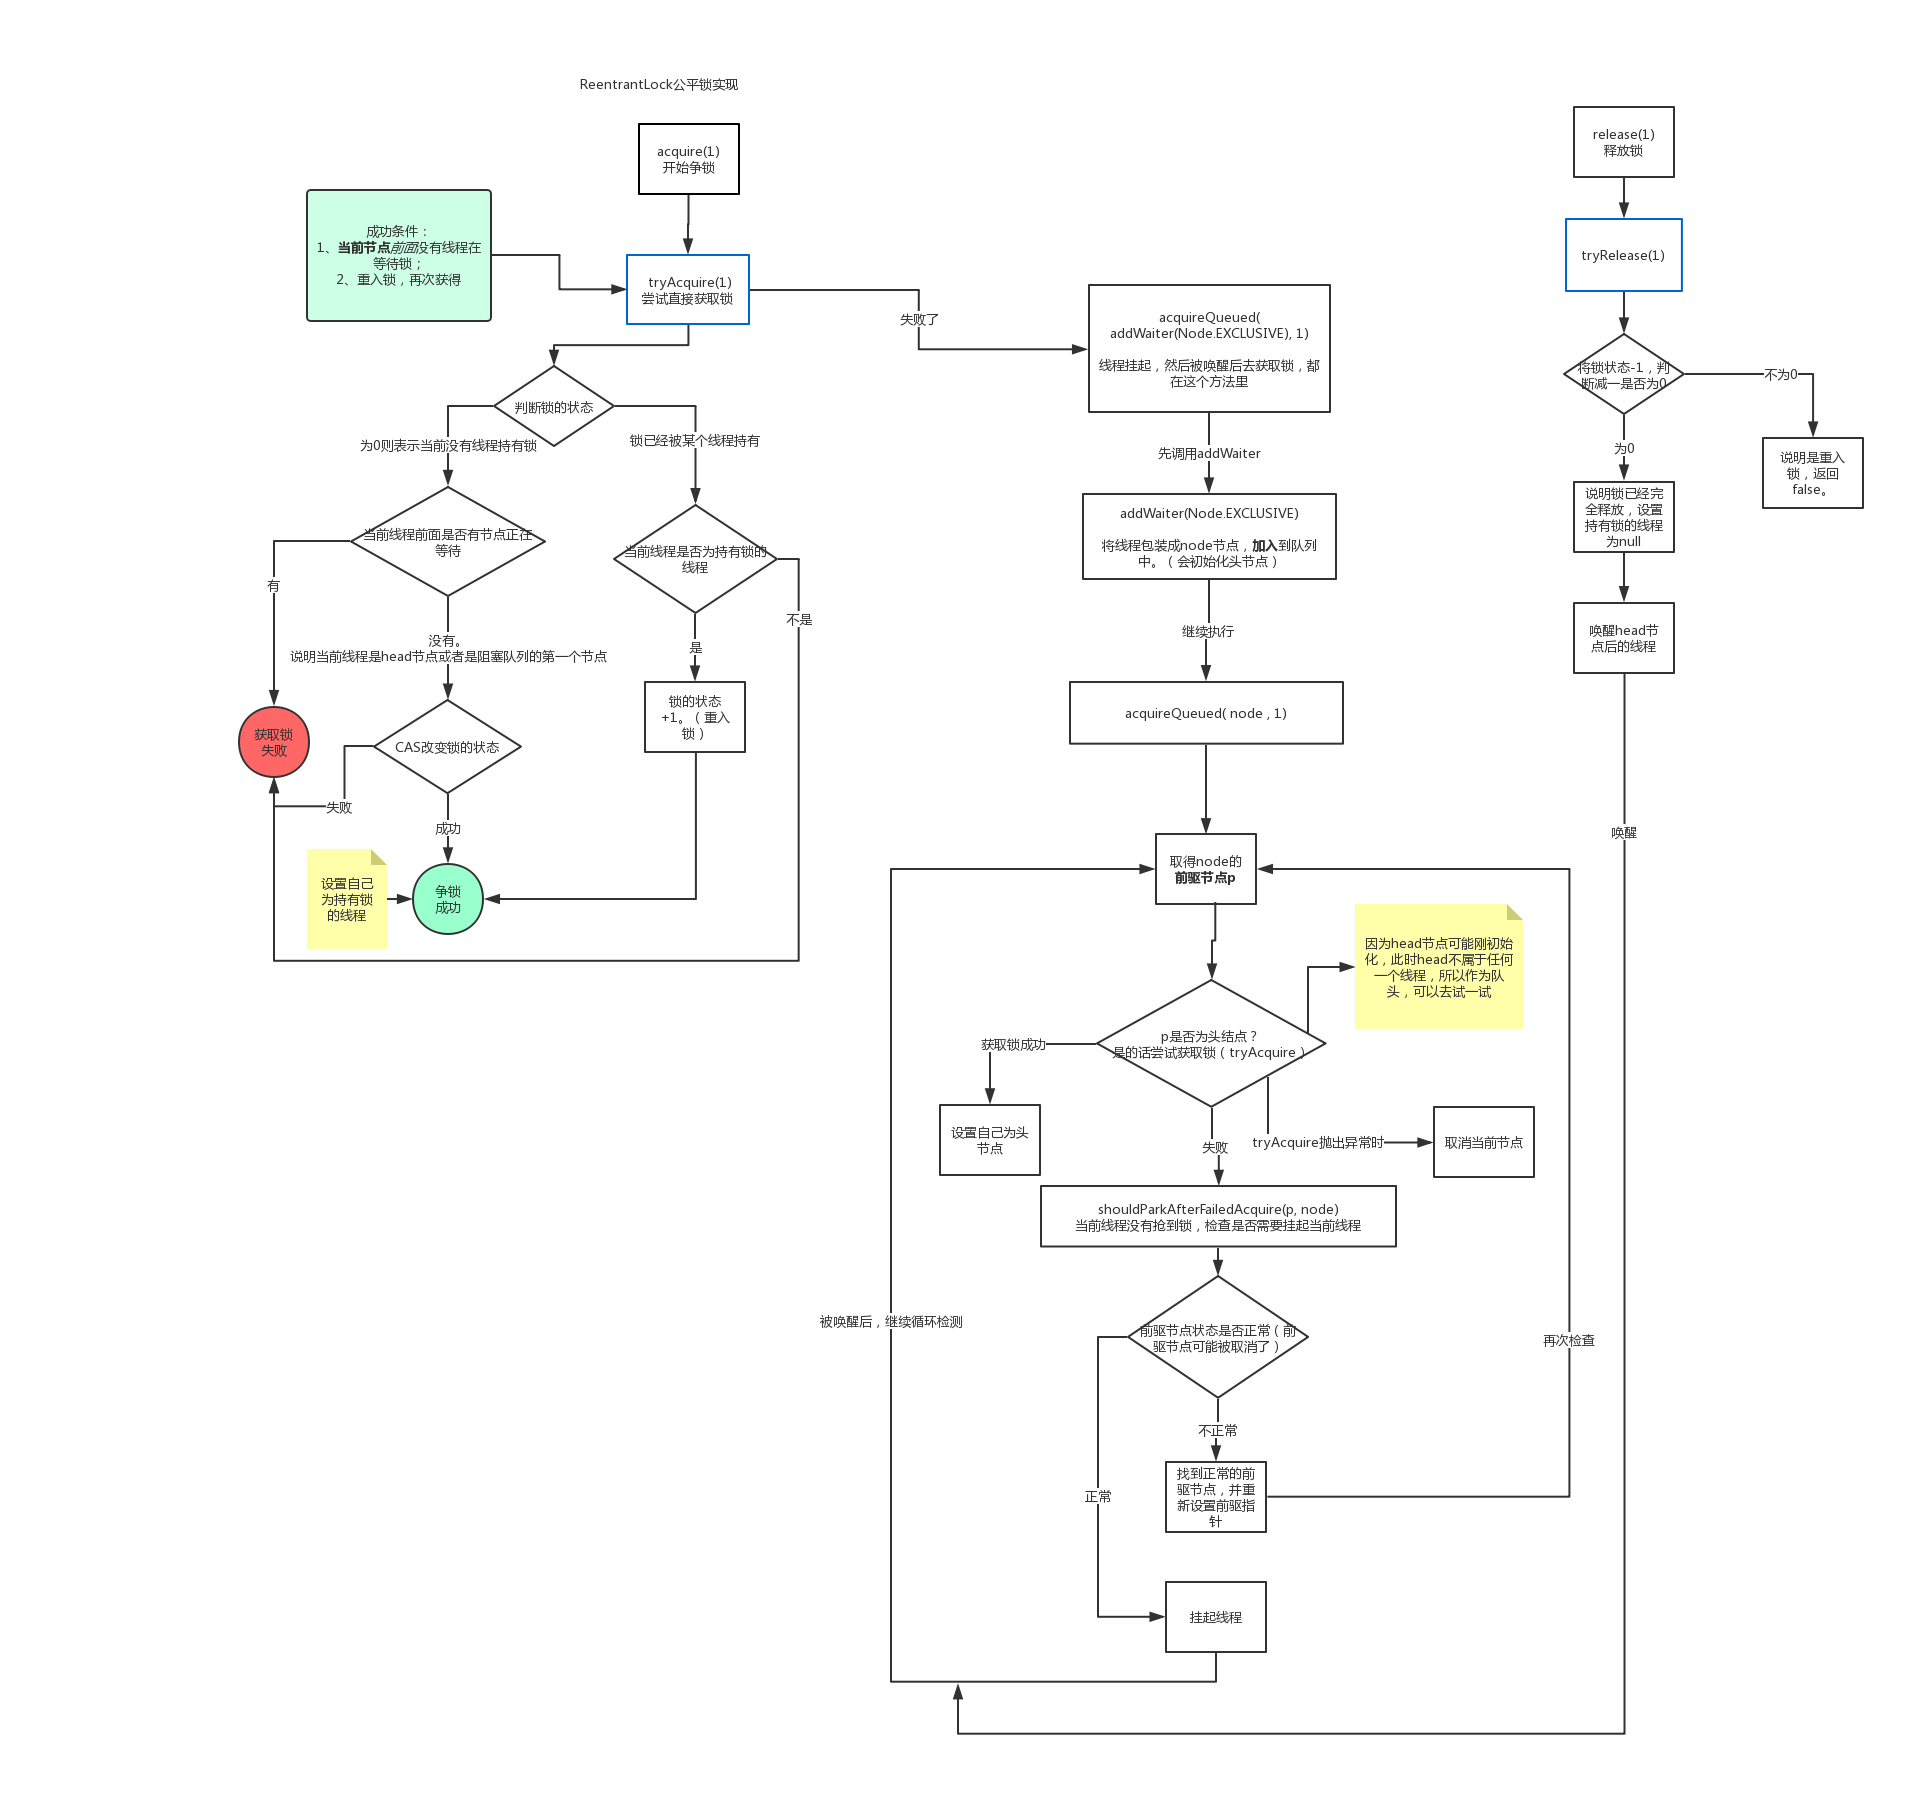 ReentrantLock公平锁实现
acquire(1)
开始争锁
成功条件：
1、当前节点前面没有线程在
等待锁；
2、重入锁，再次获得
tryAcquire(1)
尝试直接获取锁
失败了
判断锁的状态
为0则表示当前没有线程持有锁
锁已经被某个线程持有
当前线程前面是否有节点正在
等待
当前线程是否为持有锁的
线程
有
没有。
说明当前线程是head节点或者是阻塞队列的第一个节点
是
不是
获取锁
失败
CAS改变锁的状态
锁的状态
+1。（重入
锁）
失败
成功
设置自己
为持有锁
的线程
争锁
成功
acquireQueued(
addWaiter(Node.EXCLUSIVE), 1)
线程挂起，然后被唤醒后去获取锁，都
在这个方法里
先调用addWaiter
addWaiter(Node.EXCLUSIVE)
将线程包装成node节点，加入到队列
中。（会初始化头节点）
继续执行
acquireQueued( node , 1)
取得node的
前驱节点p
因为head节点可能刚初始
化，此时head不属于任何
一个线程，所以作为队
头，可以去试一试
p是否为头结点？
是的话尝试获取锁（tryAcquire）
获取锁成功
设置自己为头
节点
失败
tryAcquire抛出异常时
取消当前节点
shouldParkAfterFailedAcquire(p, node)
当前线程没有抢到锁，检查是否需要挂起当前线程
前驱节点状态是否正常（前
驱节点可能被取消了）
被唤醒后，继续循环检测
再次检查
不正常
正常
找到正常的前
驱节点，并重
新设置前驱指
针
挂起线程
release(1)
释放锁
tryRelease(1)
将锁状态-1，判
断减一是否为0
不为0
为0
说明是重入
锁，返回
false。
说明锁已经完
全释放，设置
持有锁的线程
为null
唤醒head节
点后的线程
唤醒